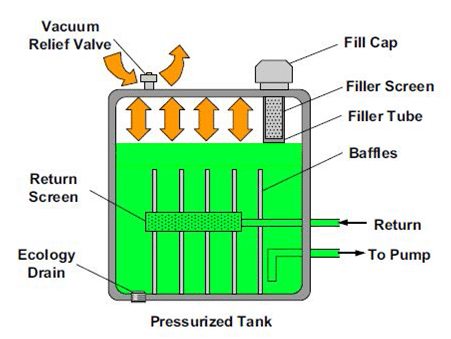 Vacuum
Relief Valve
Fill Cap
Filler Screen
Filler Tube
Baffles
Return
Screen
Return
To Pump
Ecology
Drain
Pressurized Tank